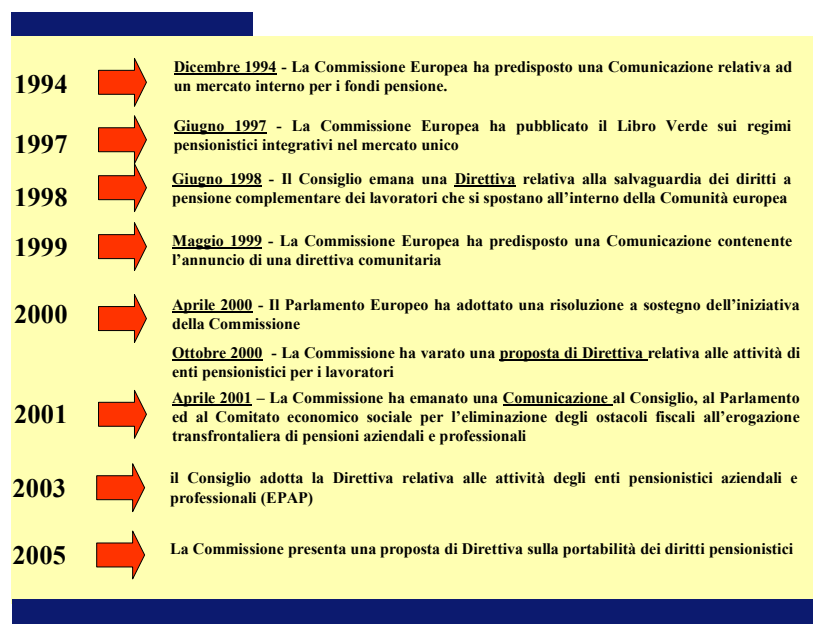 1994
Dicembre 1994 - La Commissione Europea ha predisposto una Comunicazione relativa ad
un mercato interno per i fondi pensione.
1997
Giugno 1997 - La Commissione Europea ha pubblicato il Libro Verde sui regimi
pensionistici integrativi nel mercato unico
1998
Giugno 1998 - Il Consiglio emana una Direttiva relativa alla salvaguardia dei diritti a
pensione complementare dei lavoratori che si spostano all'interno della Comunità europea
1999
Maggio 1999 - La Commissione Europea ha predisposto una Comunicazione contenente
l'annuncio di una direttiva comunitaria
2000
Aprile 2000 - Il Parlamento Europeo ha adottato una risoluzione a sostegno dell'iniziativa
della Commissione
Ottobre 2000 - La Commissione ha varato una proposta di Direttiva relativa alle attività di
enti pensionistici per i lavoratori
2001
Aprile 2001 – La Commissione ha emanato una Comunicazione al Consiglio, al Parlamento
ed al Comitato economico sociale per l'eliminazione degli ostacoli fiscali all'erogazione
transfrontaliera di pensioni aziendali e professionali
2003
il Consiglio adotta la Direttiva relativa alle attività degli enti pensionistici aziendali e
professionali (EPAP)
2005
La Commissione presenta una proposta di Direttiva sulla portabilità dei diritti pensionistici